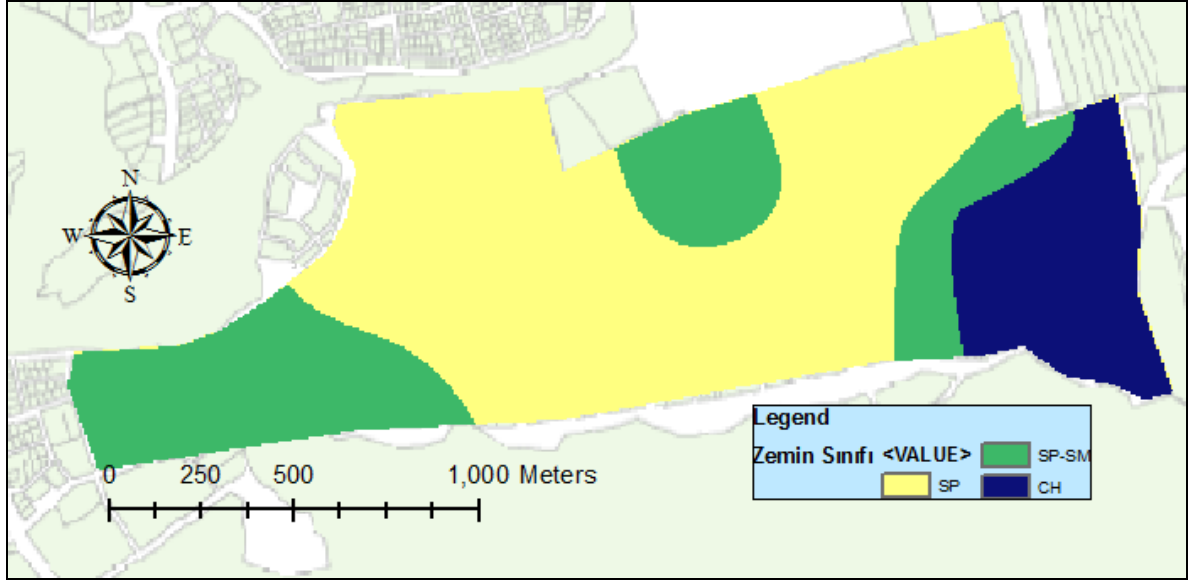 N
W E
S
Legend
Zemin Sınıfı <VALUE> SP-SM
SP CH
0 250 500 1,000 Meters